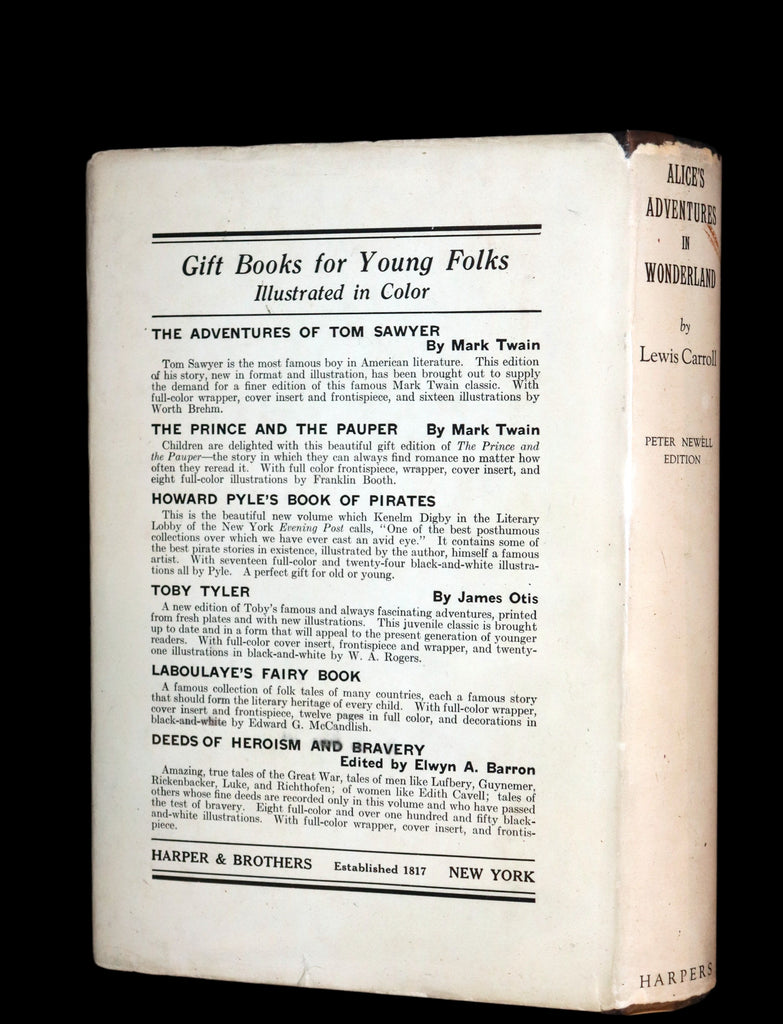 Gift Books for Young Folks
Illustrated in Color
THE ADVENTURES OF TOM SAWYER
By Mark Twain
Tom Sawyer is the most famous boy in American literature. This edition
of his story, new in format and illustration, has been brought out to supply
the demand for a finer edition of this famous Mark Twain classic. With
full-color wrapper, cover insert and frontispiece, and sixteen illustrations by
Worth Brehm.
THE PRINCE AND THE PAUPER By Mark Twain
Children are delighted with this beautiful gift edition of The Prince and
the Pauper—the story in which they can always find romance no matter how
often they reread it. With full color frontispiece, wrapper, cover insert, and
eight full-color illustrations by Franklin Booth.
HOWARD PYLE'S BOOK OF PIRATES
This is the beautiful new volume which Kenelm Digby in the Literary
Lobby of the New York Evening Post calls, "One of the best posthumous
collections over which we have ever cast an avid eye." It contains some of
the best pirate stories in existence, illustrated by the author, himself a famous
artist. With seventeen full-color and twenty-four black-and-white illustra-
tions all by Pyle. A perfect gift for old or young.
TOBY TYLER By James Otis
A new edition of Toby's famous and always fascinating adventures, printed
from fresh plates and with new illustrations. This juvenile classic is brought
up to date and in a form that will appeal to the present generation of younger
readers. With full-color cover insert, frontispiece and wrapper, and twenty-
one illustrations in black-and-white by W. A. Rogers.
LABOULAYE'S FAIRY BOOK
A famous collection of folk tales of many countries, each a famous story
that should form the literary heritage of every child. With full-color wrapper,
cover insert and frontispiece, twelve pages in full color, and decorations in
black-and-white by Edward G. McCandlish.
DEEDS OF HEROISM AND BRAVERY
Edited by Elwyn A. Barron
Amazing, true tales of the Great War, tales of men like Lufbery, Guynemer,
Rickenbacker, Luke, and Richthofen; of women like Edith Cavell; tales of
others whose fine deeds are recorded only in this volume and who have passed
the test of bravery. Eight full-color and over one hundred and fifty black-
and-white illustrations. With full-color wrapper, cover insert, and frontis-
piece.
HARPER & BROTHERS Established 1817 NEW YORK
ALICE'S
ADVENTURES
IN
WONDERLAND
by
Lewis Carroll
PETER NEWELL
EDITION
HARPERS